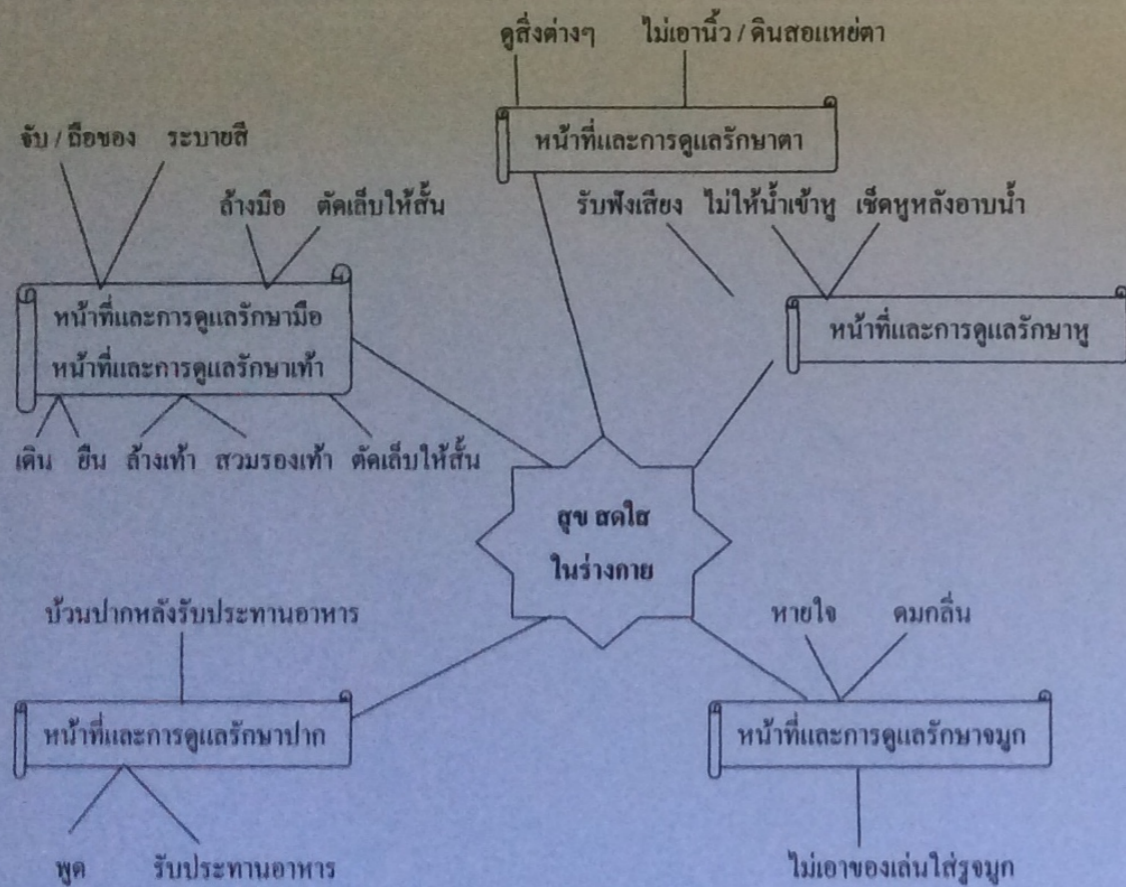 ดูสิ่งต่างๆ ไม่เอานิ้ว / ดินสอแหย่ตา
หน้าที่และการดูแลรักษาตา
จับ / ถือของ ระบายสี
ล้างมือ ตัดเล็บให้สั้น
รับฟังเสียง ไม่ให้น้ำเข้าหู เช็ดหูหลังอาบน้ำ
หน้าที่และการดูแลรักษามือ
หน้าที่และการดูแลรักษาเท้า
หน้าที่และการดูแลรักษาหู
เดิน ยืน ล้างเท้า สวมรองเท้า ตัดเล็บให้สั้น
สุข สดใส
ในร่างกาย
บ้วนปากหลังรับประทานอาหาร
หายใจ ดมกลิ่น
หน้าที่และการดูแลรักษาปาก
หน้าที่และการดูแลรักษาจมูก
พูด รับประทานอาหาร
ไม่เอาของเล่นใส่รูจมูก